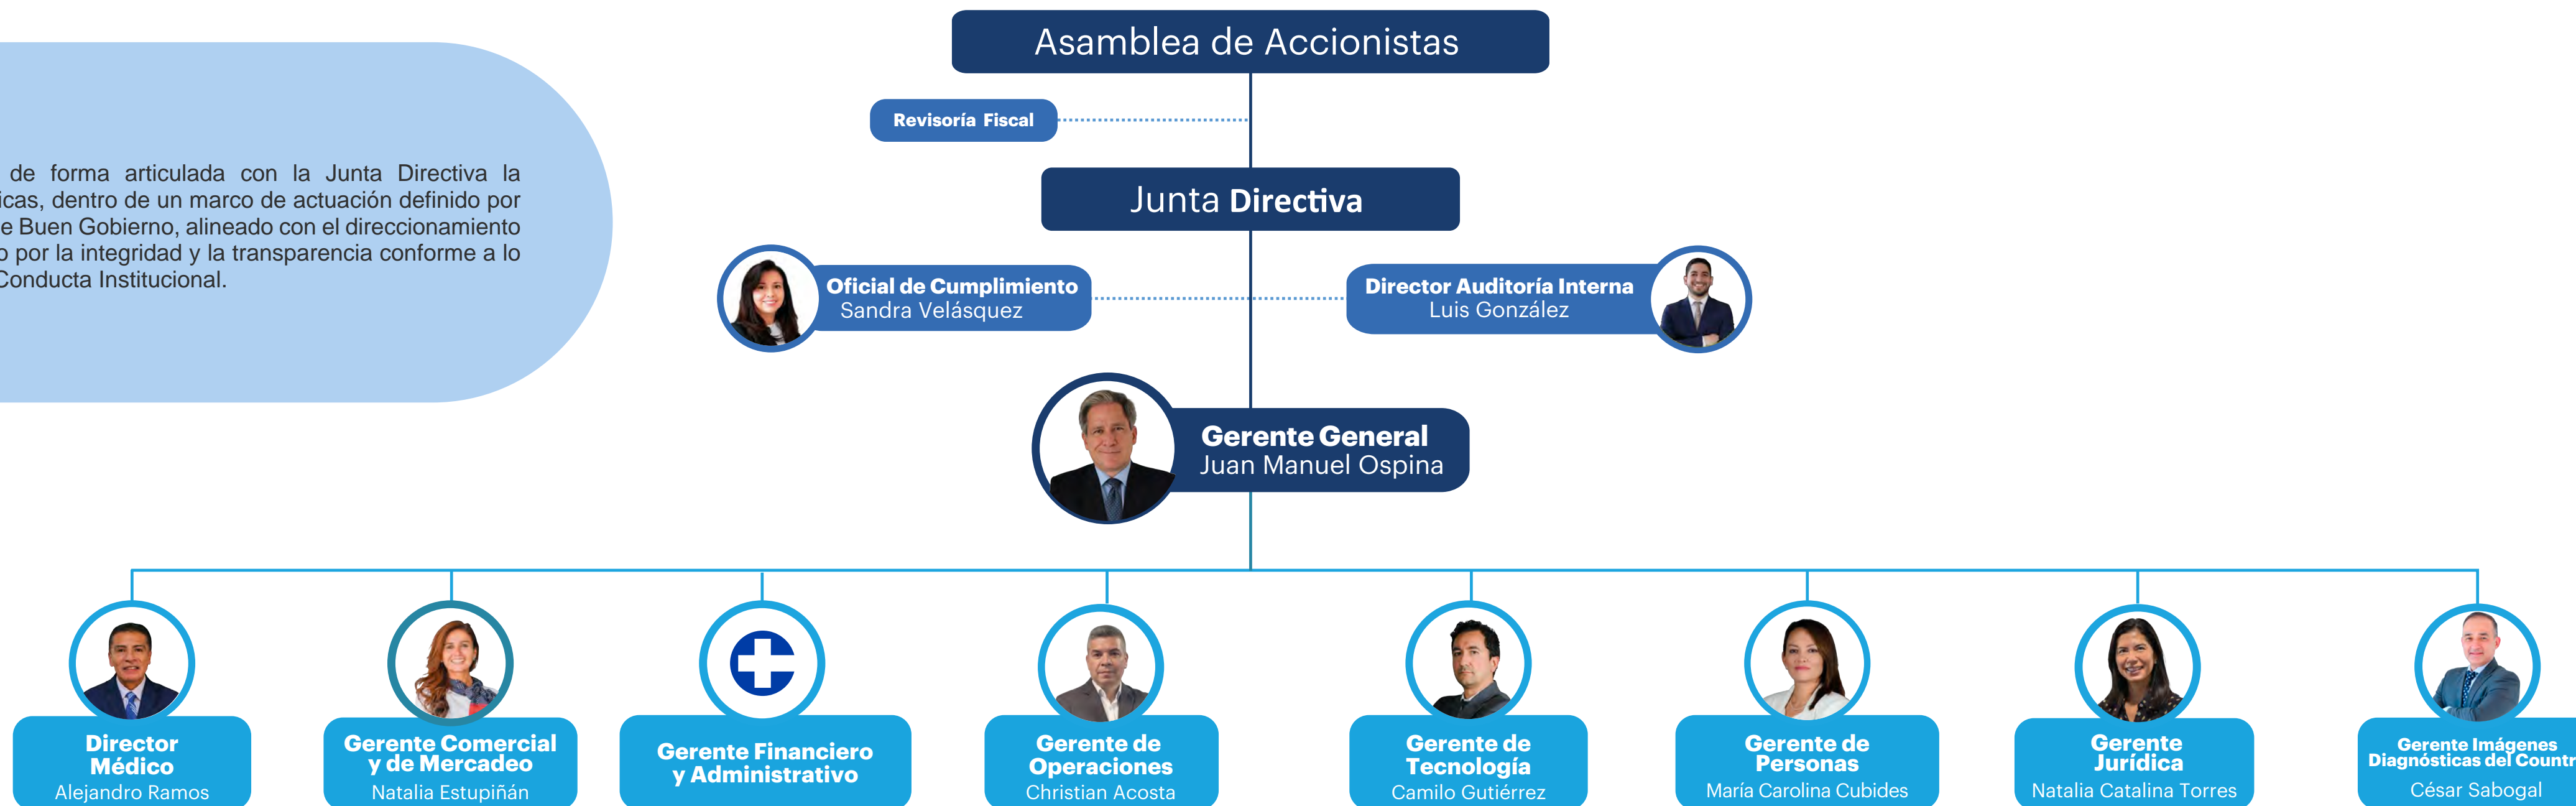 Asamblea de Accionistas
Revisoría Fiscal
de forma articulada con la Junta Directiva la
icas, dentro de un marco de actuación definido por
e Buen Gobierno, alineado con el direccionamiento
o por la integridad y la transparencia conforme a lo
Conducta Institucional.
Junta Directiva
Oficial de Cumplimiento
Sandra Velásquez
Director Auditoría Interna
Luis González
Gerente General
Juan Manuel Ospina
Director
Médico
Alejandro Ramos
Gerente Comercial
y de Mercadeo
Natalia Estupiñán
Gerente Financiero
y Administrativo
Gerente de
Operaciones
Christian Acosta
Gerente de
Tecnología
Camilo Gutiérrez
Gerente de
Personas
María Carolina Cubides
Gerente
Jurídica
Natalia Catalina Torres
Gerente Imágenes
Diagnósticas del Countr
César Sabogal